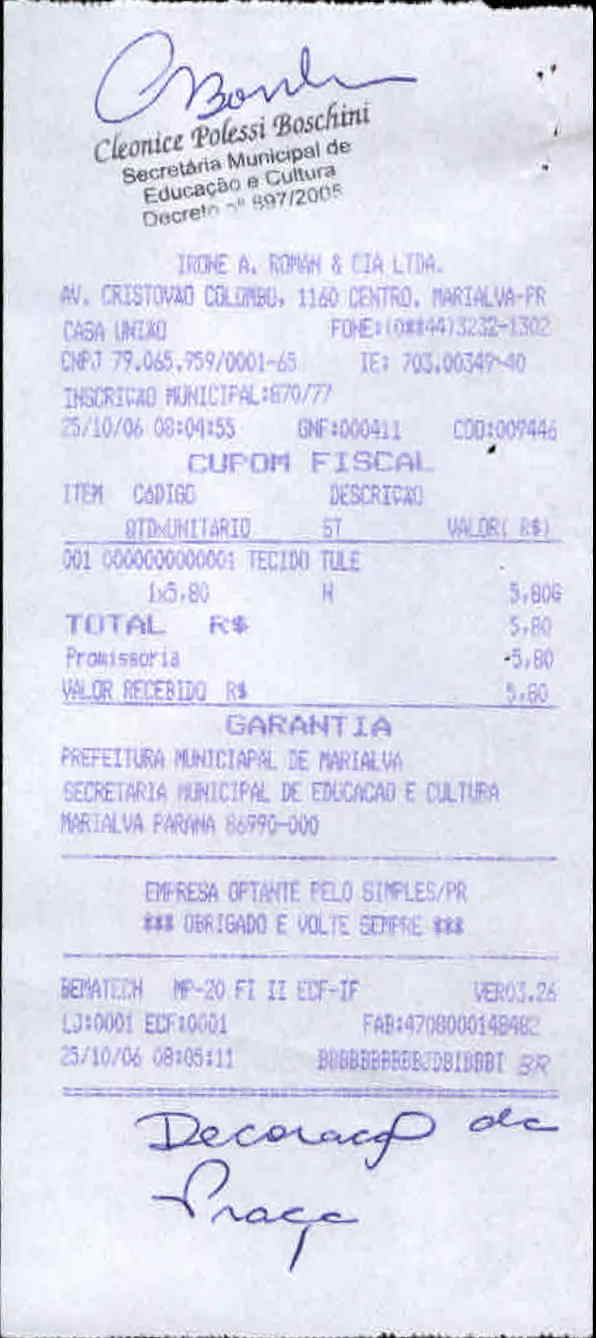 Cleonice Polessi Boschini
Secretária Municipal de
Educação e Cultura
Decreto nº 897/2005
IRONE A. ROMAN & CIA LTDA.
AV. CRISTOVAO COLOMBO, 1160 CENTRO, MARIALVA-PR
CASA UNIAO FONE:(0**44)3232-1302
CNPJ 79.065.959/0001-65 IE: 703.00349-40
INSCRICAO MUNICIPAL:870/77
25/10/06 08:04:55 GNF:000411 COO:009446
CUPOM FISCAL
ITEM CODIGO DESCRICAO
QTDxUNITARIO ST VALOR( R$)
001 0000000000001 TECIDO TULE
1x5,80 N 5,80G
TOTAL R$ 5,80
Promissoria -5,80
VALOR RECEBIDO R$ 5,80
GARANTIA
PREFEITURA MUNICIAPAL DE MARIALVA
SECRETARIA MUNICIPAL DE EDUCACAO E CULTURA
MARIALVA PARANA 86990-000
EMPRESA OPTANTE PELO SIMPLES/PR
*** OBRIGADO E VOLTE SEMPRE ***
BEMATECH MP-20 FI II ECF-IF VER03.26
LJ:0001 ECF:0001 FAB:4708000148482
25/10/06 08:05:11 BR
Decoração da
Praça